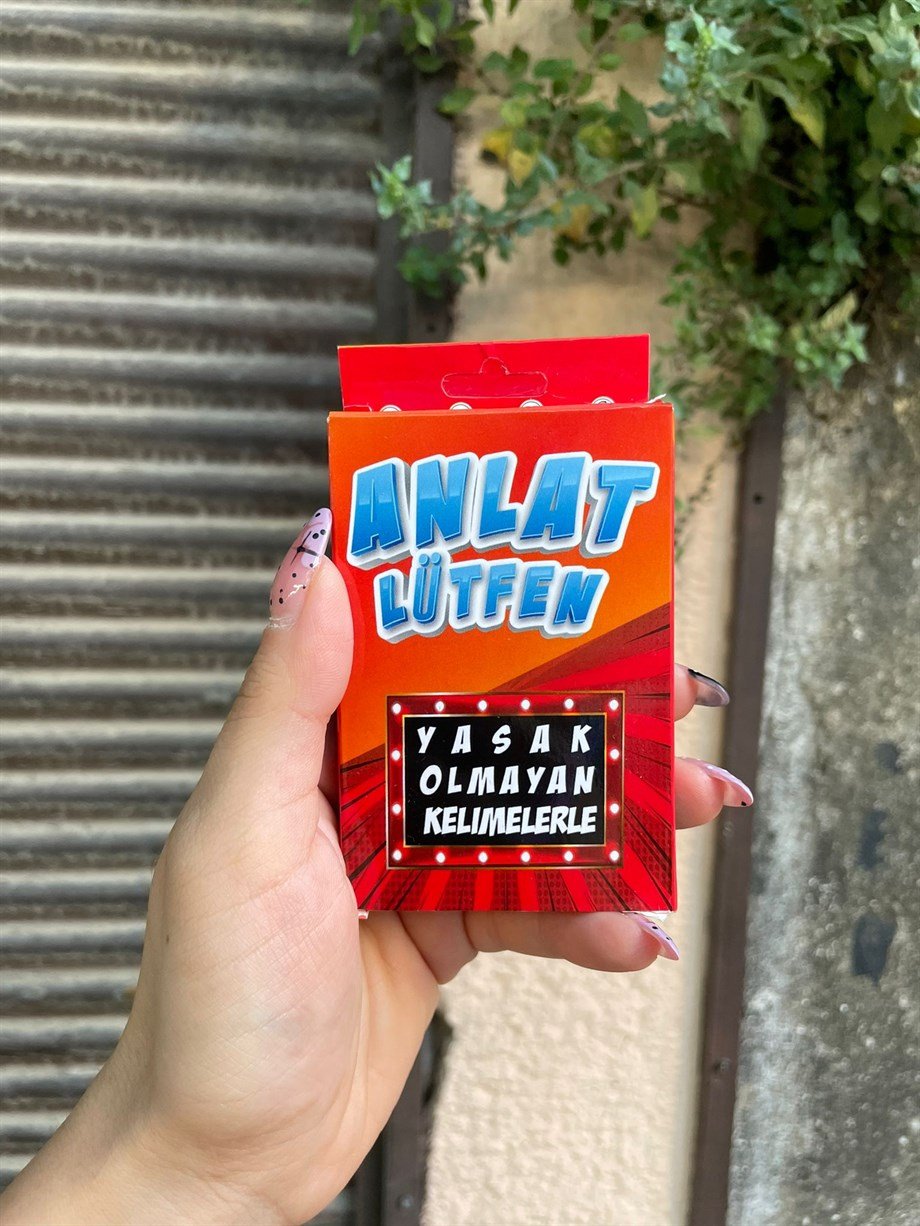 ANLAT
LÜTFEN
YASAK
OLMAYAN
KELIMELERLE